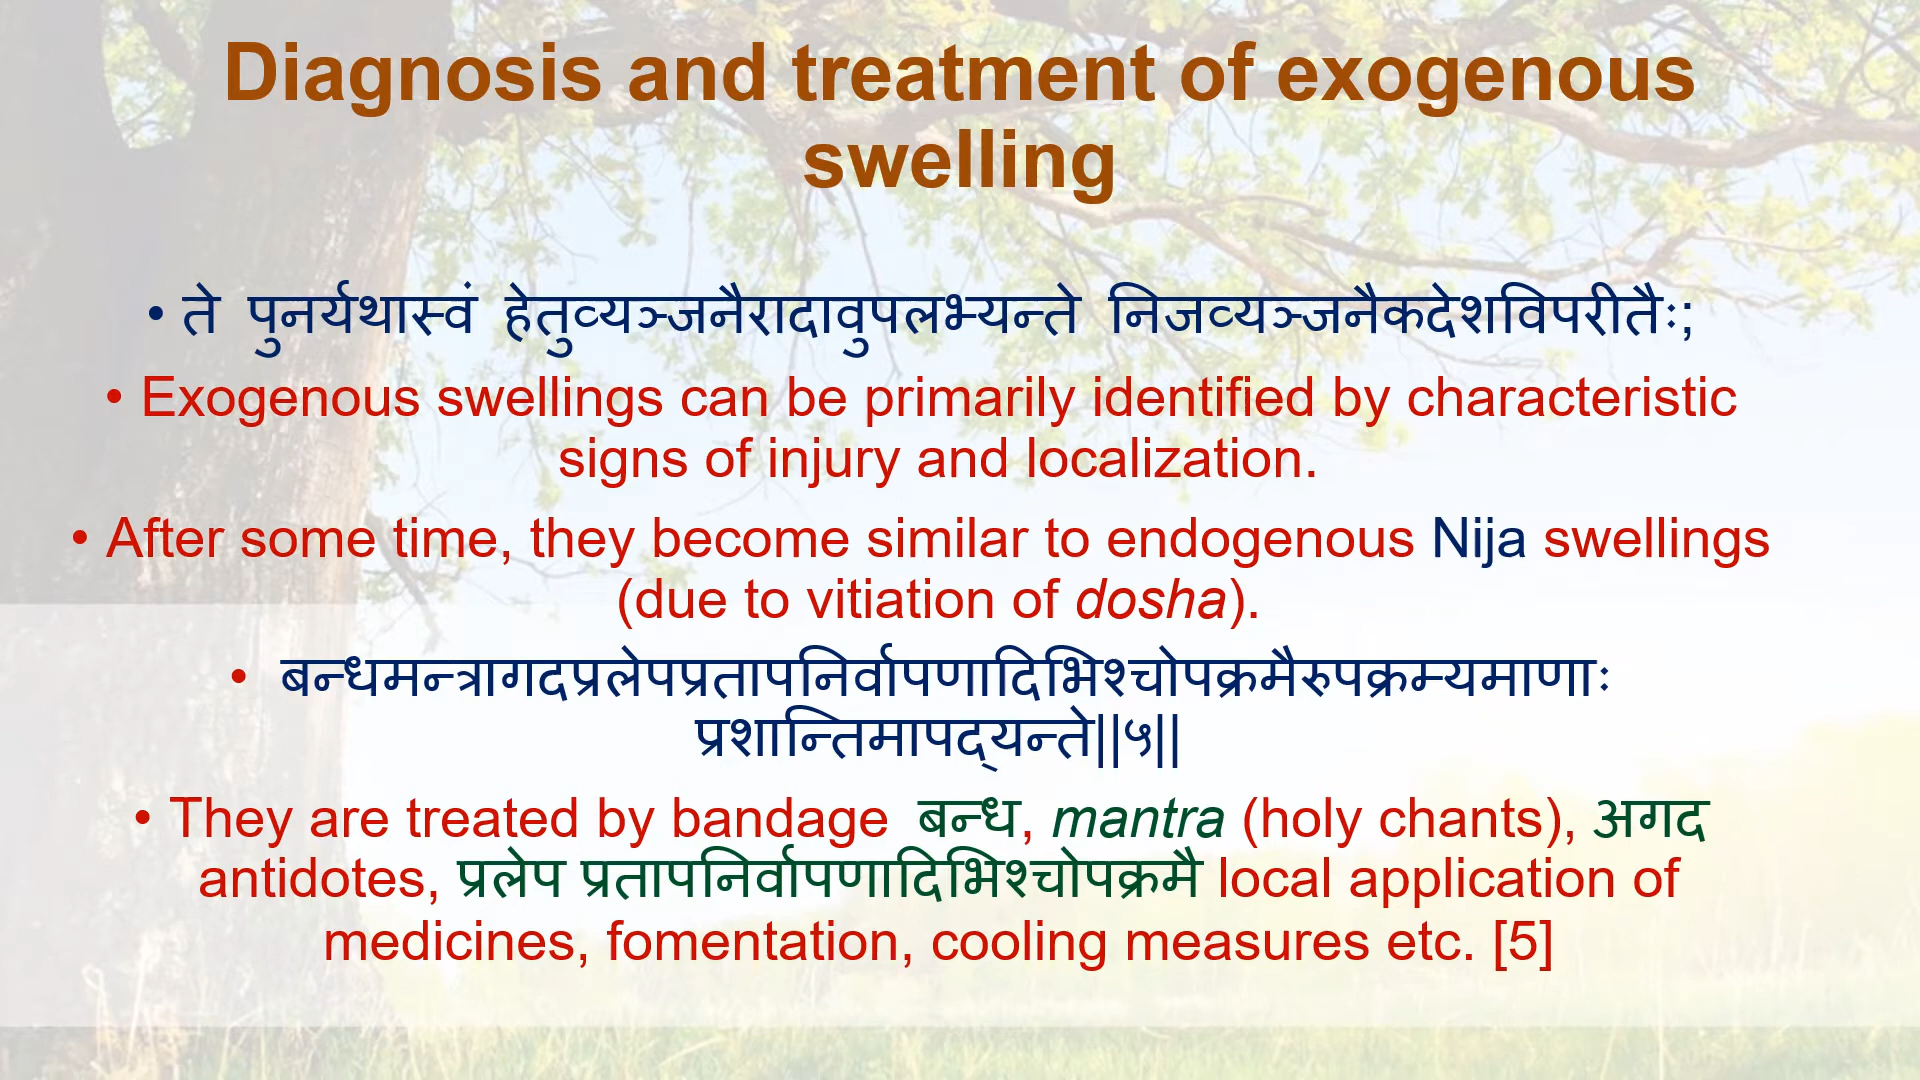 Diagnosis and treatment of exogenous
swelling
• ते पुनर्यथास्वं हेतुव्यञ्जनैरादावुपलभ्यन्ते निजव्यञ्जनैकदेशविपरीतैः;
• Exogenous swellings can be primarily identified by characteristic
signs of injury and localization.
• After some time, they become similar to endogenous Nija swellings
(due to vitiation of dosha).
• बन्धमन्त्रागदप्रलेपप्रतापनिर्वापणादिभिश्चोपक्रमैरुपक्रम्यमाणाः
प्रशान्तिमापद्यन्ते||५||
• They are treated by bandage बन्ध, mantra (holy chants), अगद
antidotes, प्रलेप प्रतापनिर्वापणादिभिश्चोपक्रमै local application of
medicines, fomentation, cooling measures etc. [5]